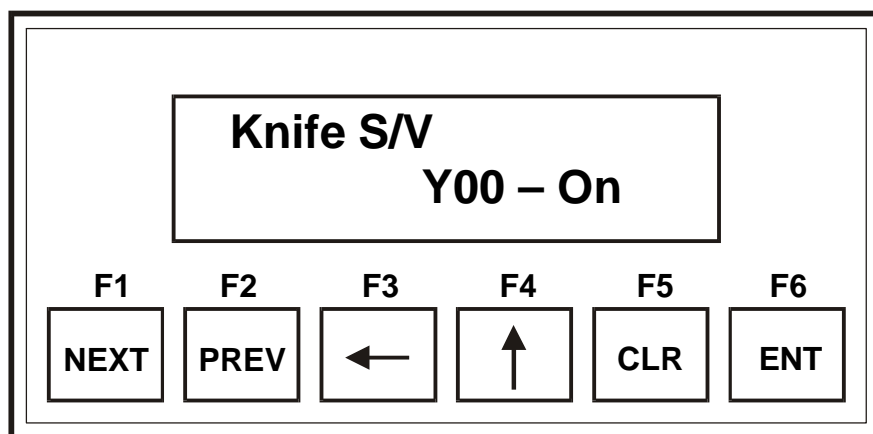 Knife S/V
Y00 – On
F1 F2 F3 F4 F5 F6
NEXT PREV CLR ENT